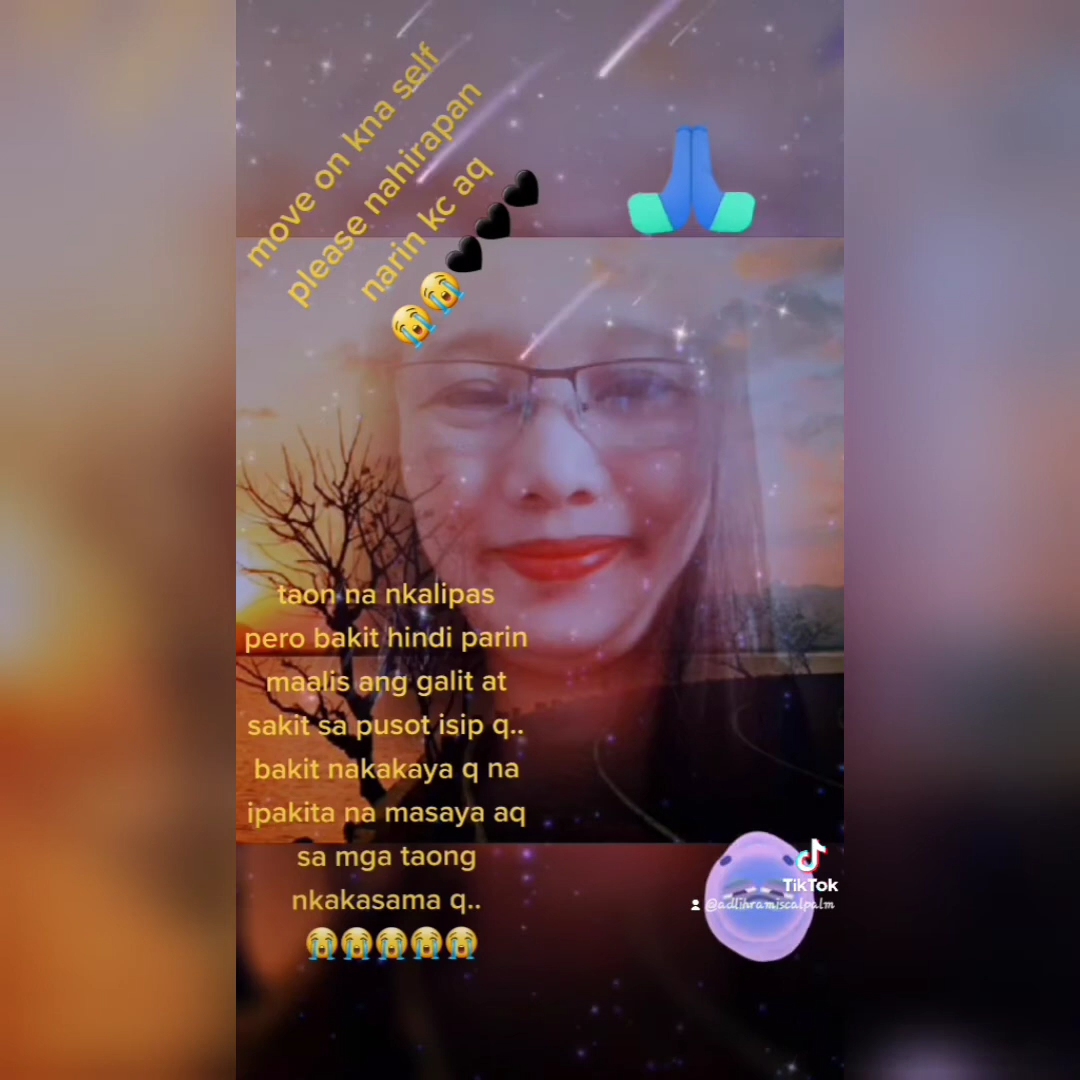 move on kna self
please nahirapan
narin kc aq
🖤🖤🖤
😭😭
taon na nkalipas
pero bakit hindi parin
maalis ang galit at
sakit sa pusot isip q..
bakit nakakaya q na
ipakita na masaya aq
sa mga taong
nkakasama q..
😭😭😭😭😭
TikTok
@adlihramiscalpalm